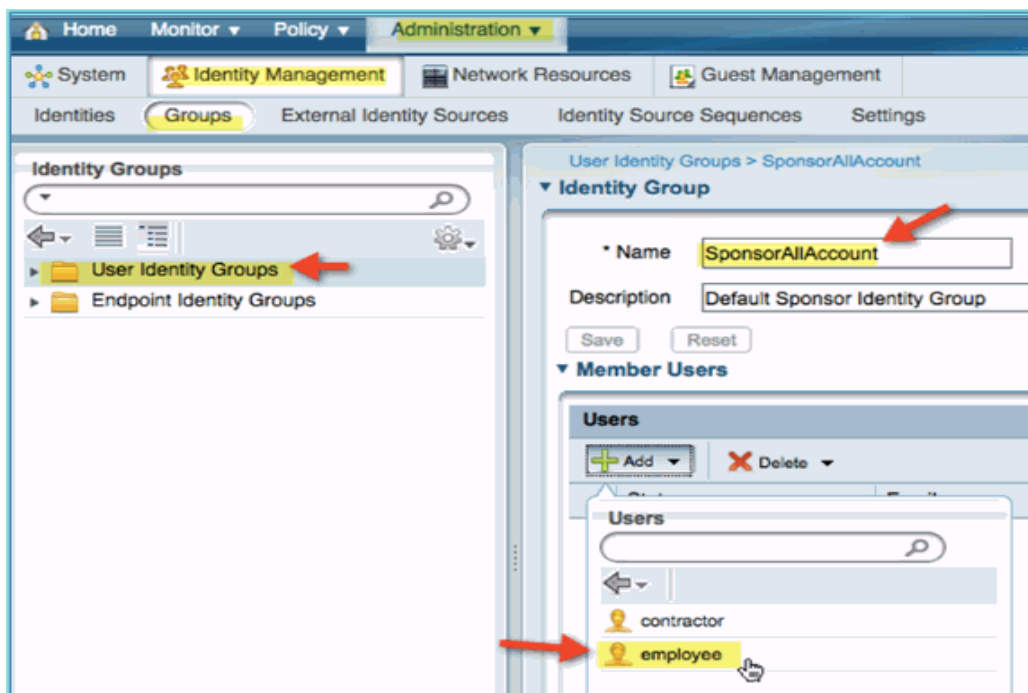 Home Monitor Policy Administration
System Identity Management Network Resources Guest Management
Identities Groups External Identity Sources Identity Source Sequences Settings
Identity Groups
User Identity Groups
Endpoint Identity Groups
User Identity Groups > SponsorAllAccount
Identity Group
* Name SponsorAllAccount
Description Default Sponsor Identity Group
Save Reset
Member Users
Users
Add Delete
Users
contractor
employee